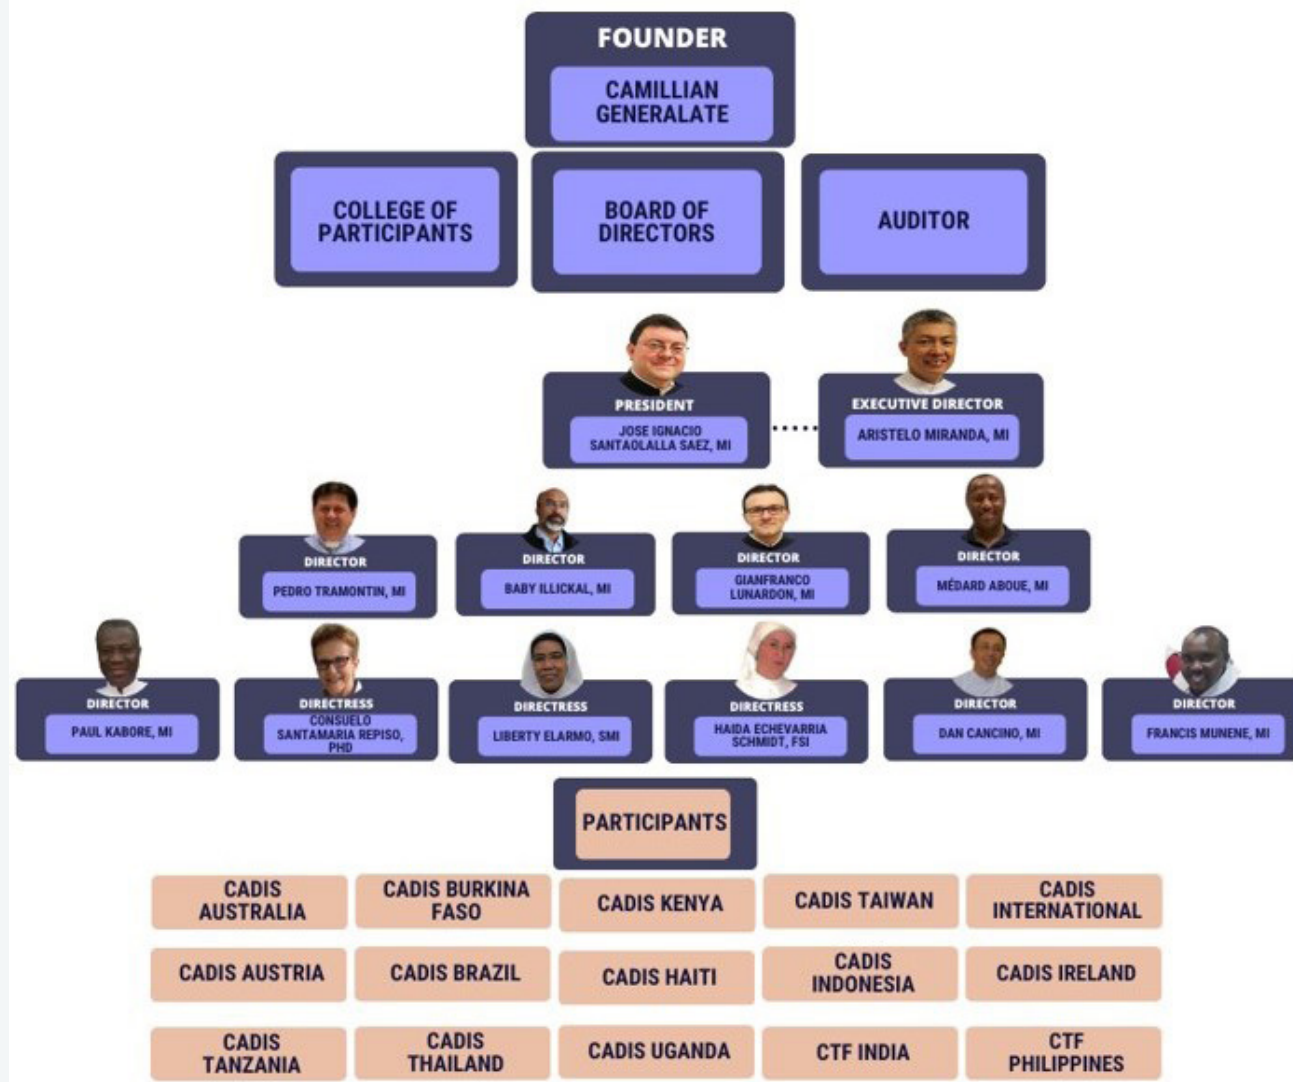 FOUNDER
CAMILLIAN
GENERALATE
COLLEGE OF
PARTICIPANTS
BOARD OF
DIRECTORS
AUDITOR
PRESIDENT
JOSE IGNACIO
SANTAOLALLA SAEZ, MI
EXECUTIVE DIRECTOR
ARISTELO MIRANDA, MI
DIRECTOR
PEDRO TRAMONTIN, MI
DIRECTOR
BABY ILLICKAL, MI
DIRECTOR
GIANFRANCO
LUNARDON, MI
DIRECTOR
MÉDARD ABOUE, MI
DIRECTOR
PAUL KABORE, MI
DIRECTRESS
CONSUELO
SANTAMARIA REPISO,
PHD
DIRECTRESS
LIBERTY ELARMO, SMI
DIRECTRESS
HAIDA ECHEVARRIA
SCHMIDT, FSI
DIRECTOR
DAN CANCINO, MI
DIRECTOR
FRANCIS MUNENE, MI
PARTICIPANTS
CADIS
AUSTRALIA
CADIS BURKINA
FASO
CADIS KENYA
CADIS TAIWAN
CADIS
INTERNATIONAL
CADIS AUSTRIA
CADIS BRAZIL
CADIS HAITI
CADIS
INDONESIA
CADIS IRELAND
CADIS
TANZANIA
CADIS
THAILAND
CADIS UGANDA
CTF INDIA
CTF
PHILIPPINES